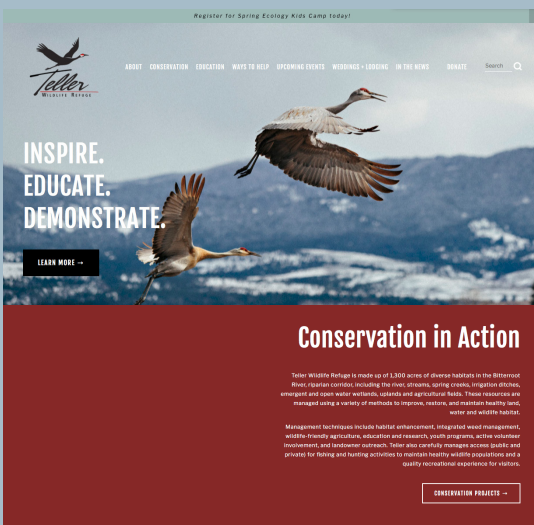 Register for Spring Ecology Kids Camp today!
Teller
WILDLIFE REFUGE
ABOUT CONSERVATION EDUCATION WAYS TO HELP UPCOMING EVENTS WEDDINGS + LODGING IN THE NEWS DONATE Search
INSPIRE.
EDUCATE.
DEMONSTRATE.
LEARN MORE →
Conservation in Action
Teller Wildlife Refuge is made up of 1,300 acres of diverse habitats in the Bitterroot
River, riparian corridor, including the river, streams, spring creeks, irrigation ditches,
emergent and open water wetlands, uplands and agricultural fields. These resources are
managed using a variety of methods to improve, restore, and maintain healthy land,
water and wildlife habitat.
Management techniques include habitat enhancement, integrated weed management,
wildlife-friendly agriculture, education and research, youth programs, active volunteer
involvement, and landowner outreach. Teller also carefully manages access (public and
private) for fishing and hunting activities to maintain healthy wildlife populations and a
quality recreational experience for visitors.
CONSERVATION PROJECTS →